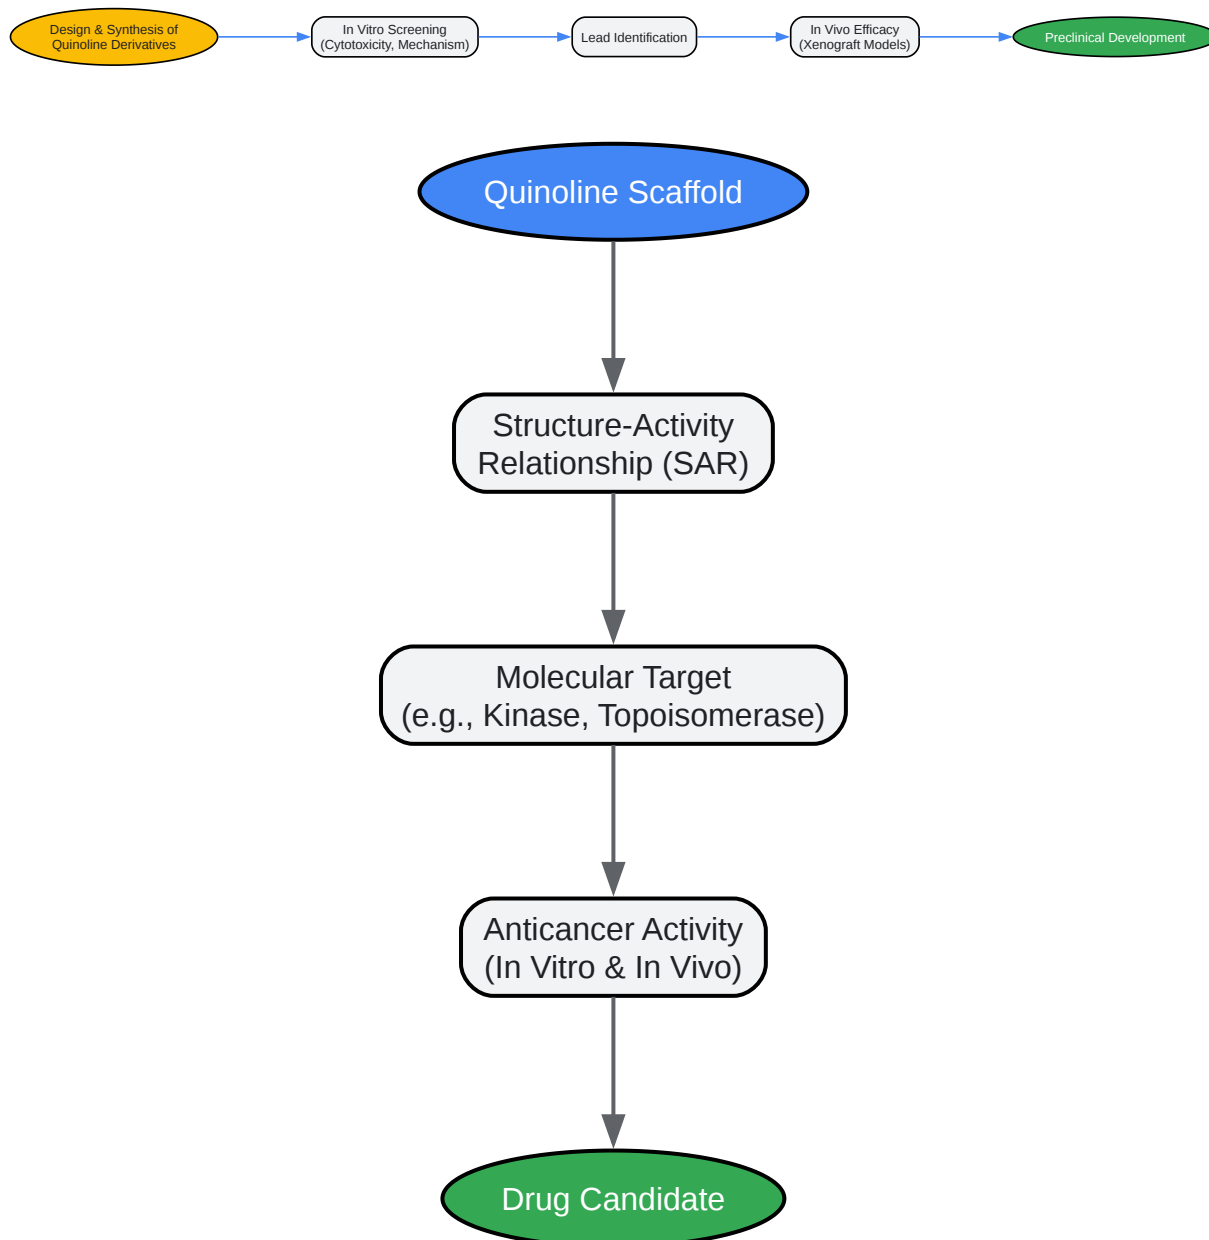 Design & Synthesis of
Quinoline Derivatives
In Vitro Screening
(Cytotoxicity, Mechanism)
Lead Identification
In Vivo Efficacy
(Xenograft Models)
Preclinical Development
Quinoline Scaffold
Structure-Activity
Relationship (SAR)
Molecular Target
(e.g., Kinase, Topoisomerase)
Anticancer Activity
(In Vitro & In Vivo)
Drug Candidate